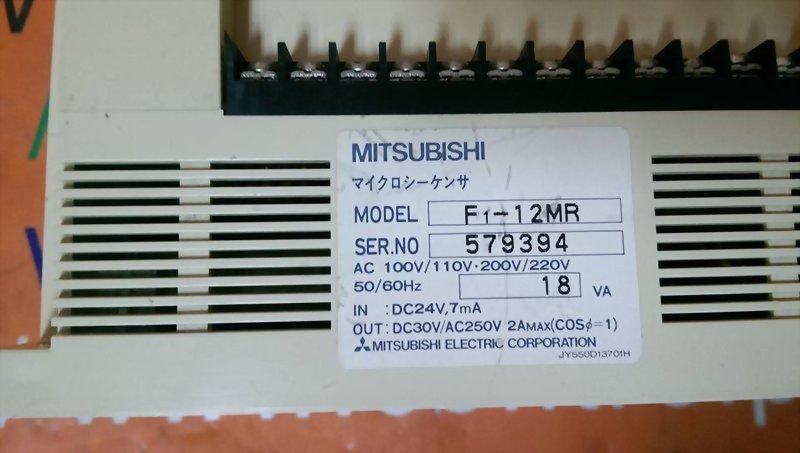 MITSUBISHI
マイクロシーケンサ
MODEL F1-12MR
SER.NO 579394
AC 100V/110V·200V/220V
50/60Hz 18 VA
IN :DC24V,7mA
OUT:DC30V/AC250V 2AMAX(COSφ=1)
MITSUBISHI ELECTRIC CORPORATION
JY550D13701H